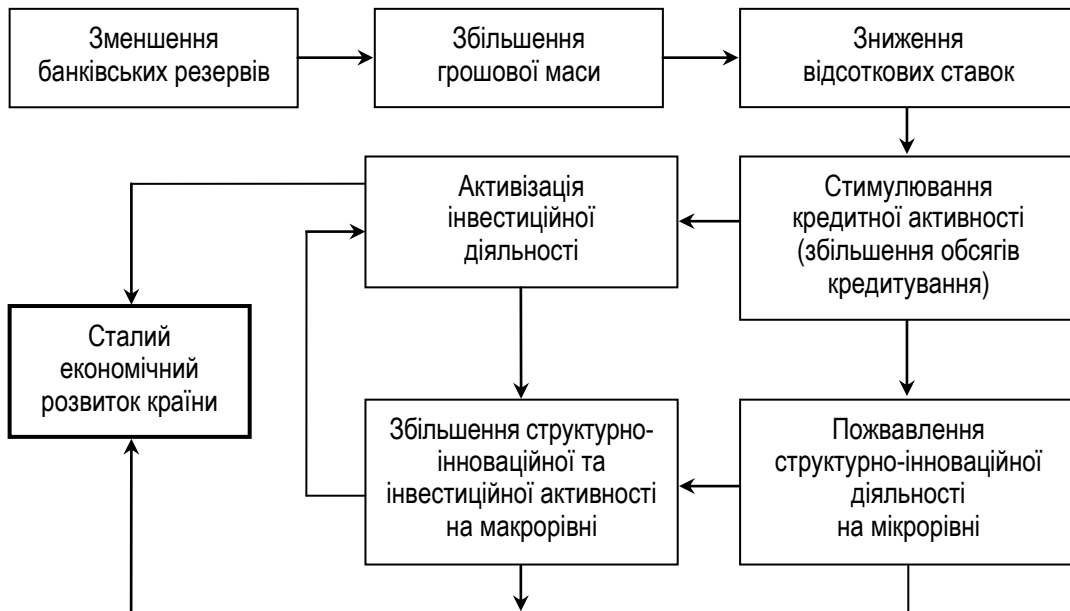 Зменшення
банківських резервів
Збільшення
грошової маси
Зниження
відсоткових ставок
Активізація
інвестиційної
діяльності
Стимулювання
кредитної активності
(збільшення обсягів
кредитування)
Сталий
економічний
розвиток країни
Збільшення структурно-
інноваційної та
інвестиційної активності
на макрорівні
Пожвавлення
структурно-інноваційної
діяльності
на мікрорівні